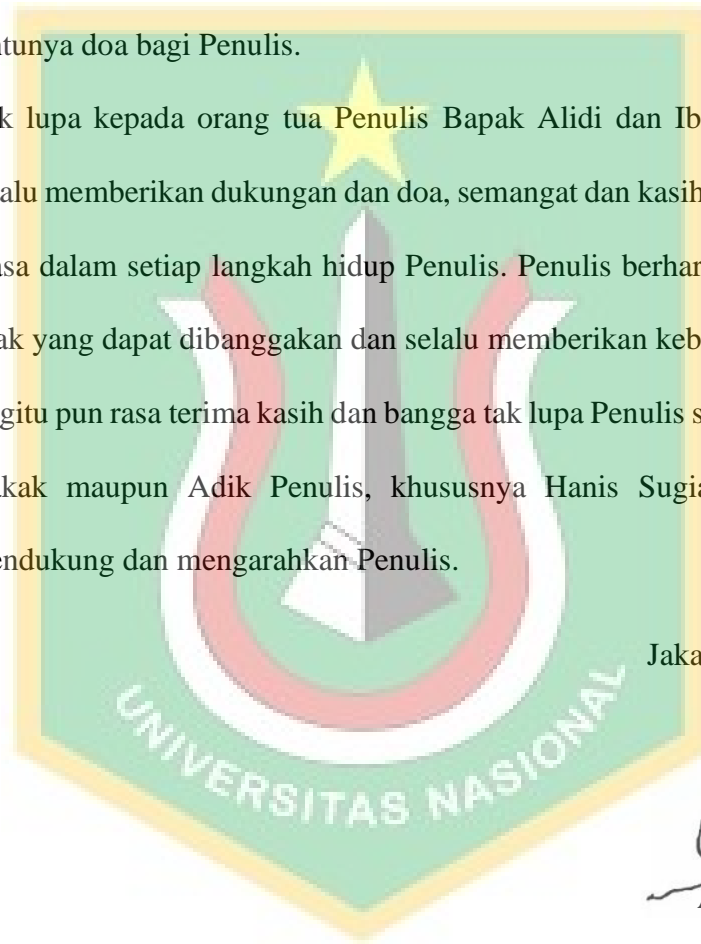 ntunya doa bagi Penulis.
k lupa kepada orang tua Penulis Bapak Alidi dan Ib
alu memberikan dukungan dan doa, semangat dan kasih
asa dalam setiap langkah hidup Penulis. Penulis berhar
ak yang dapat dibanggakan dan selalu memberikan keb
gitu pun rasa terima kasih dan bangga tak lupa Penulis s
akak maupun Adik Penulis, khususnya Hanis Sugia
endukung dan mengarahkan Penulis.
Jaka
UNIVERSITAS NASIONAL